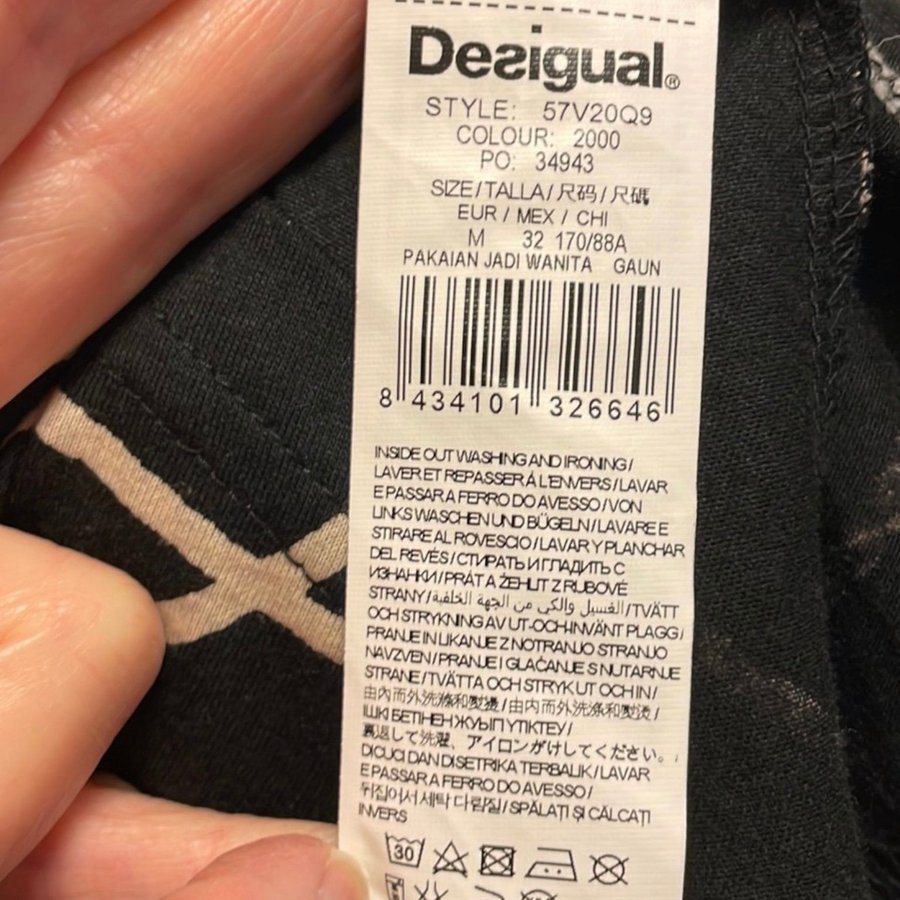 Desigual®
STYLE: 57V20Q9
COLOUR: 2000
PO: 34943
SIZE/TALLA/尺码/尺碼
EUR / MEX / CHI
M 32 170/88A
PAKAIAN JADI WANITA GAUN
8 434101 326646
INSIDE OUT WASHING AND IRONING/
LAVER ET REPASSER Á L'ENVERS/LAVAR
E PASSAR A FERRO DO AVESSO/VON
LINKS WASCHEN UND BÜGELN/LAVARE E
STIRARE AL ROVESCIO/LAVAR Y PLANCHAR
DEL REVÉS/СТИРАТЬ И ГЛАДИТЬ С
ИЗНАНКИ/PRÁT A ŽEHLIT Z RUBOVÉ
STRANY/الغسيل والكي من الجهة الخلفية/TVÄTT
OCH STRYKNING AV UT-OCH-INVÄNT PLAGG/
PRANJE IN LIKANJE Z NOTRANJO STRANJO
NAVZVEN/PRANJE I GLAČANJE S NUTARNJE
STRANE/TVÄTTA OCH STRYK UT OCH IN/
由內而外洗滌和熨燙/由内而外洗涤和熨烫/
ІШКІ БЕТІНЕН ЖУЫП ҮТІКТЕУ/
裏返して洗濯、アイロンがけしてください。/
DICUCI DAN DISETRIKA TERBALIK/LAVAR
E PASSAR A FERRO DO AVESSO/
뒤집어서 세탁 다림질/SPĂLAȚI ȘI CĂLCAȚI
INVERS
30